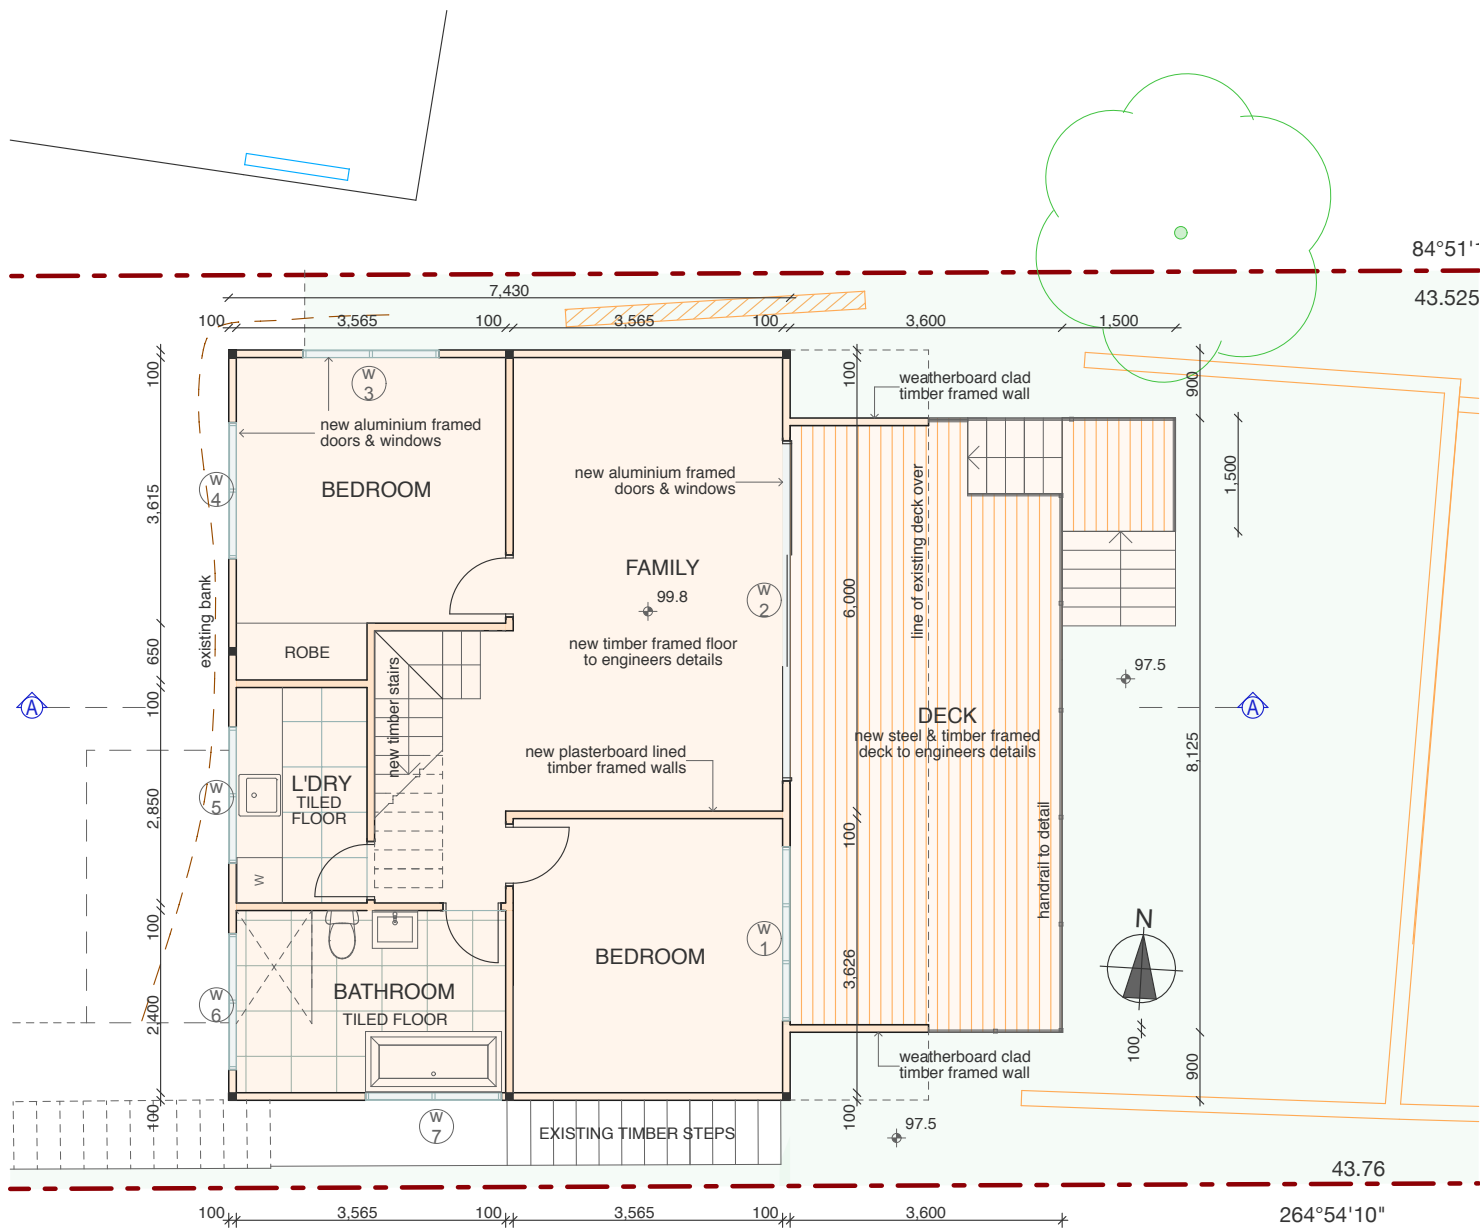 84°51'1
43.525
7,430
100
3,565
100
3,565
100
3,600
1,500
100
W
3
new aluminium framed
doors & windows
W
4
3,615
BEDROOM
existing bank
650
ROBE
100
new timber stairs
A
W
5
2,850
L'DRY
TILED
FLOOR
W
100
W
6
2400
BATHROOM
TILED FLOOR
100
W
7
new aluminium framed
doors & windows
FAMILY
99.8
new timber framed floor
to engineers details
W
2
new plasterboard lined
timber framed walls
BEDROOM
W
1
EXISTING TIMBER STEPS
100
6,000
100
3,626
100
weatherboard clad
timber framed wall
line of existing deck over
DECK
new steel & timber framed
deck to engineers details
handrail to detail
weatherboard clad
timber framed wall
97.5
900
1,500
97.5
A
8,125
N
100
900
43.76
264°54'10"
100
3,565
100
3,565
100
3,600